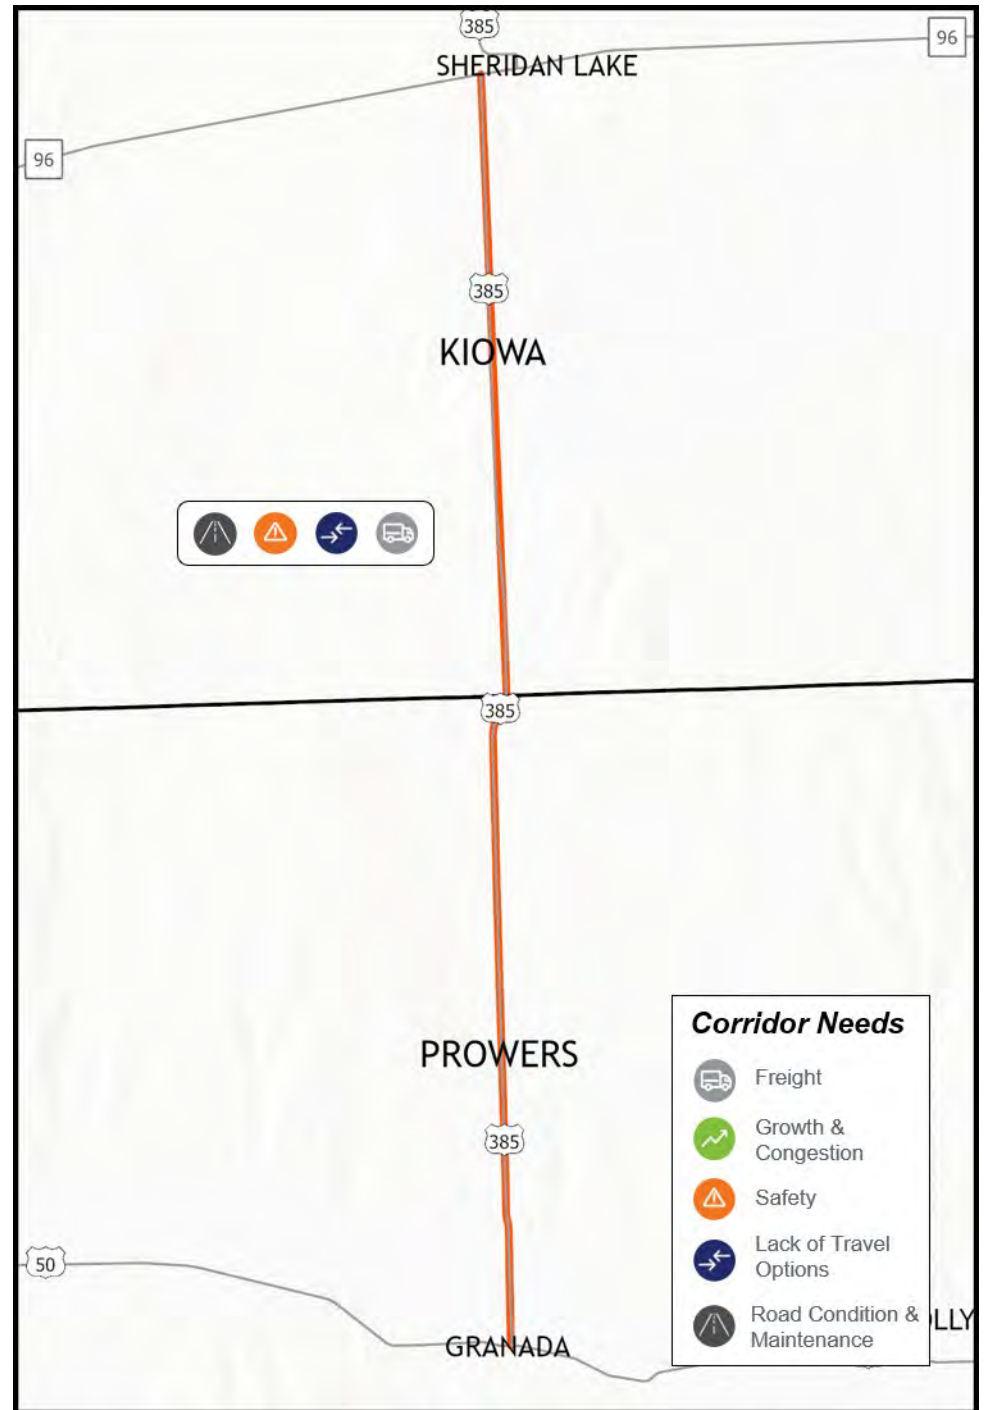 385
96
SHERIDAN LAKE
96
385
KIOWA
385
PROWERS
385
50
GRANADA
Corridor Needs
Freight
Growth &
Congestion
Safety
Lack of Travel
Options
Road Condition &
Maintenance
OLLY